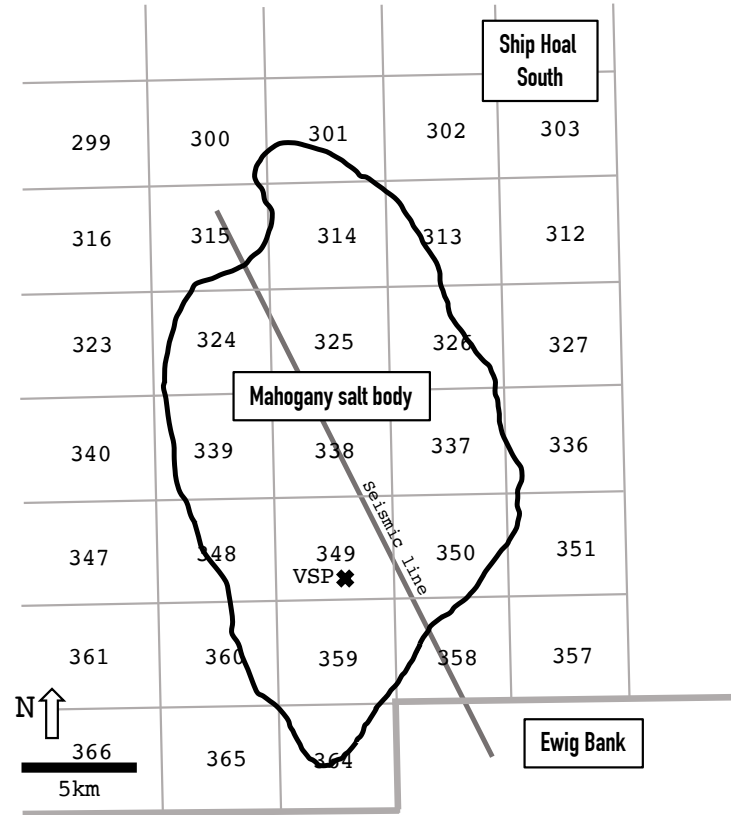 Ship Hoal
South
299 300 301 302 303
316 315 314 313 312
323 324 325 326 327
Mahogany salt body
340 339 338 337 336
Seismic line
347 348 349 350 351
VSP
361 360 359 358 357
N
366 365 364
Ewig Bank
5km